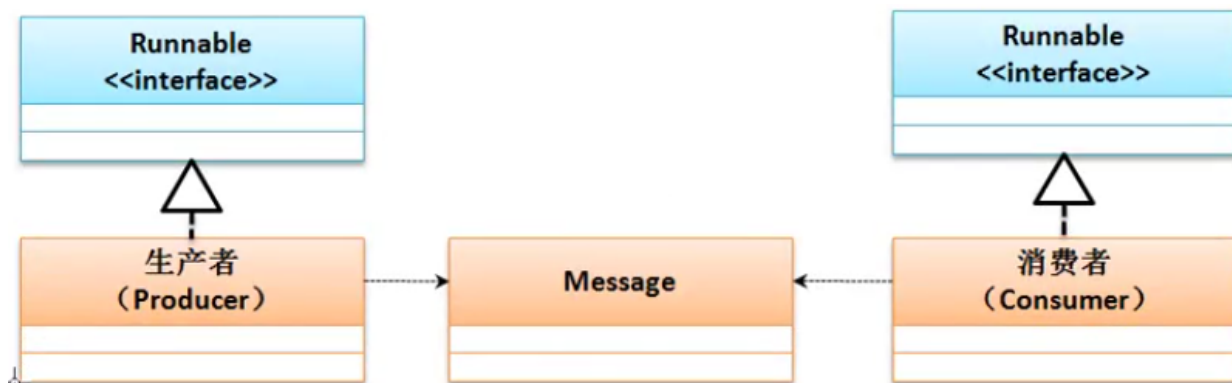 Runnable
<<interface>>
Runnable
<<interface>>
生产者
（Producer）
Message
消费者
（Consumer）